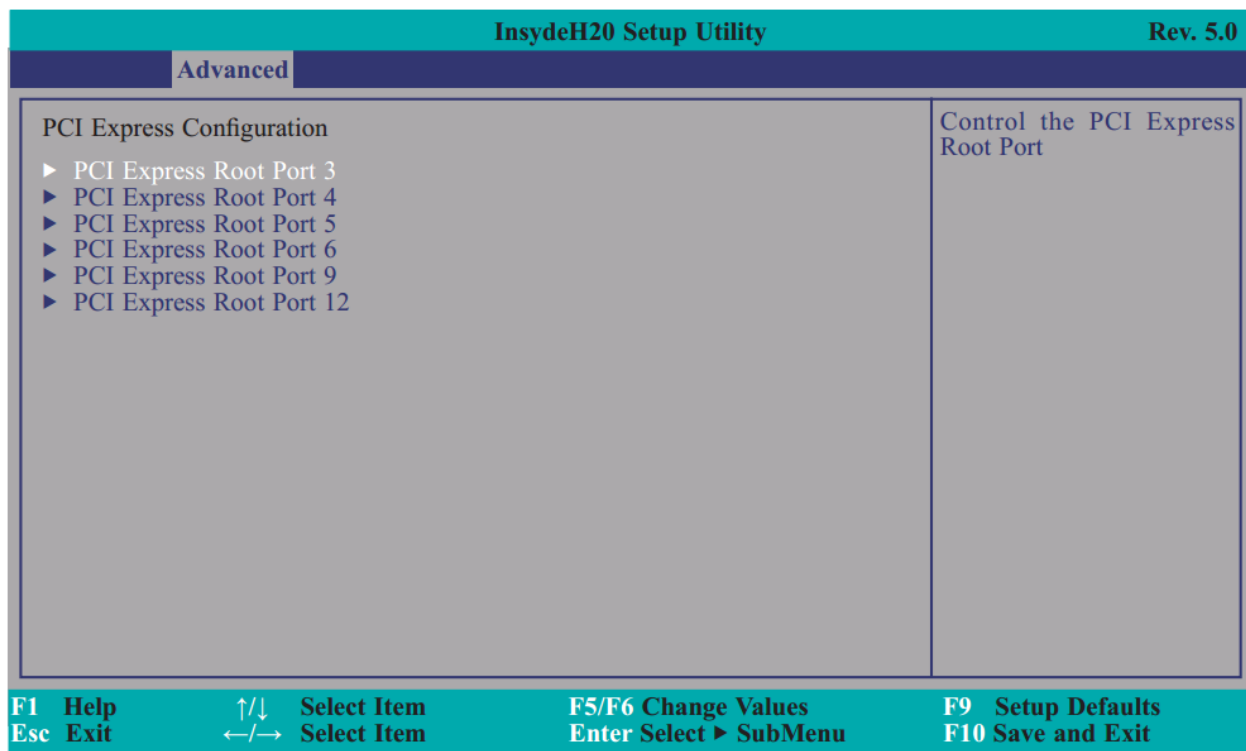 InsydeH20 Setup Utility Rev. 5.0
Advanced
PCI Express Configuration
► PCI Express Root Port 3
► PCI Express Root Port 4
► PCI Express Root Port 5
► PCI Express Root Port 6
► PCI Express Root Port 9
► PCI Express Root Port 12
Control the PCI Express
Root Port
F1 Help ↑/↓ Select Item F5/F6 Change Values F9 Setup Defaults
Esc Exit ←/→ Select Item Enter Select ► SubMenu F10 Save and Exit